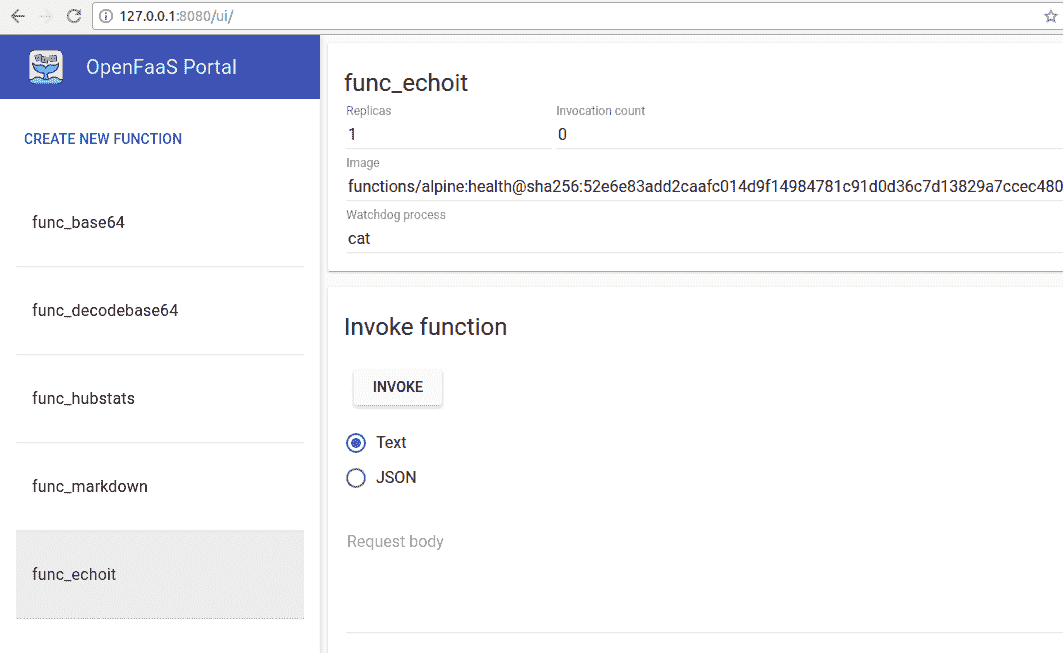 127.0.0.1:8080/ui/
OpenFaaS Portal
CREATE NEW FUNCTION
func_base64
func_decodebase64
func_hubstats
func_markdown
func_echoit
func_echoit
Replicas Invocation count
1 0
Image
functions/alpine:health@sha256:52e6e83add2caafc014d9f14984781c91d0d36c7d13829a7ccec480
Watchdog process
cat
Invoke function
INVOKE
Text
JSON
Request body